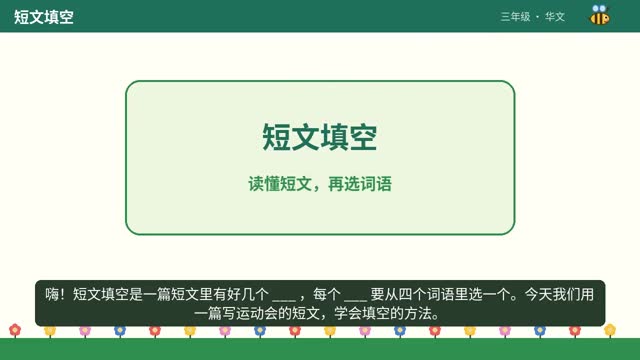 短文填空
三年级 · 华文
短文填空
读懂短文，再选词语
嗨！短文填空是一篇短文里有好几个 ___ ，每个 ___ 要从四个词语里选一个。今天我们用
一篇写运动会的短文，学会填空的方法。